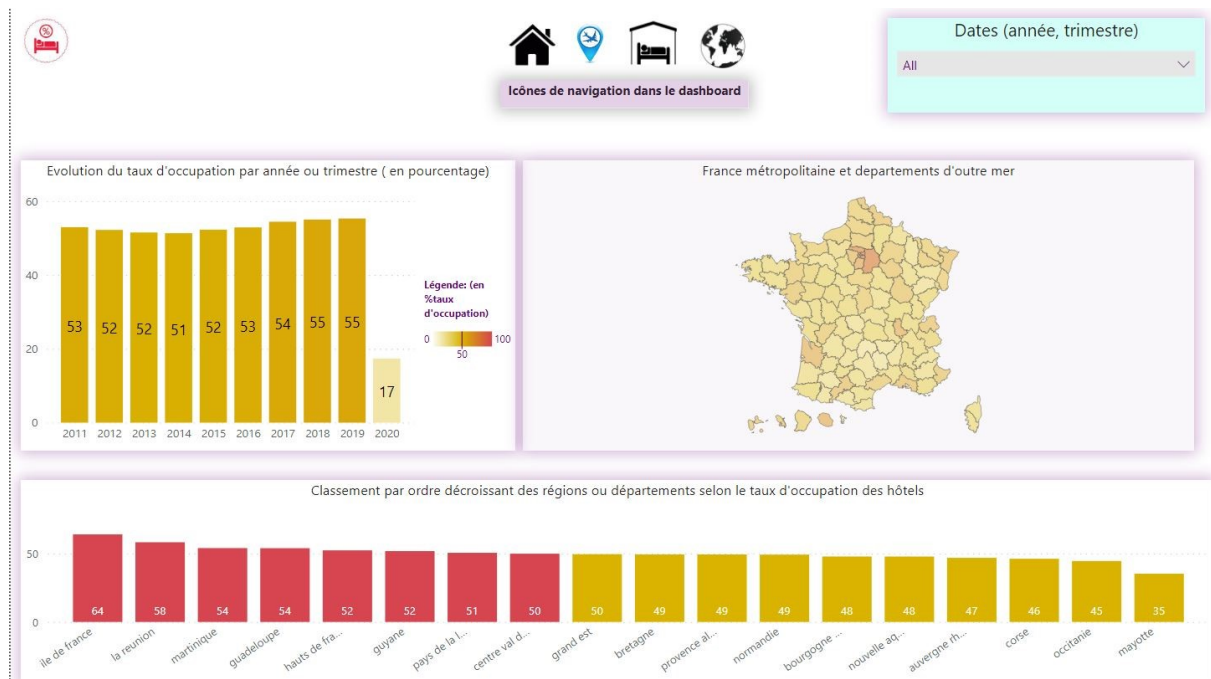 %
Icônes de navigation dans le dashboard
Dates (année, trimestre)
All
Evolution du taux d'occupation par année ou trimestre ( en pourcentage)
60
40
20
0
53 52 52 51 52 53 54 55 55 17
2011 2012 2013 2014 2015 2016 2017 2018 2019 2020
Légende: (en
%taux
d'occupation)
0 100
50
France métropolitaine et departements d'outre mer
Classement par ordre décroissant des régions ou départements selon le taux d'occupation des hôtels
50
0
64 58 54 54 52 52 51 50 50 49 49 49 48 48 47 46 45 35
ile de france la reunion martinique guadeloupe hauts de fra... guyane pays de la l... centre val d... grand est bretagne provence al... normandie bourgogne ... nouvelle aq... auvergne rh... corse occitanie mayotte